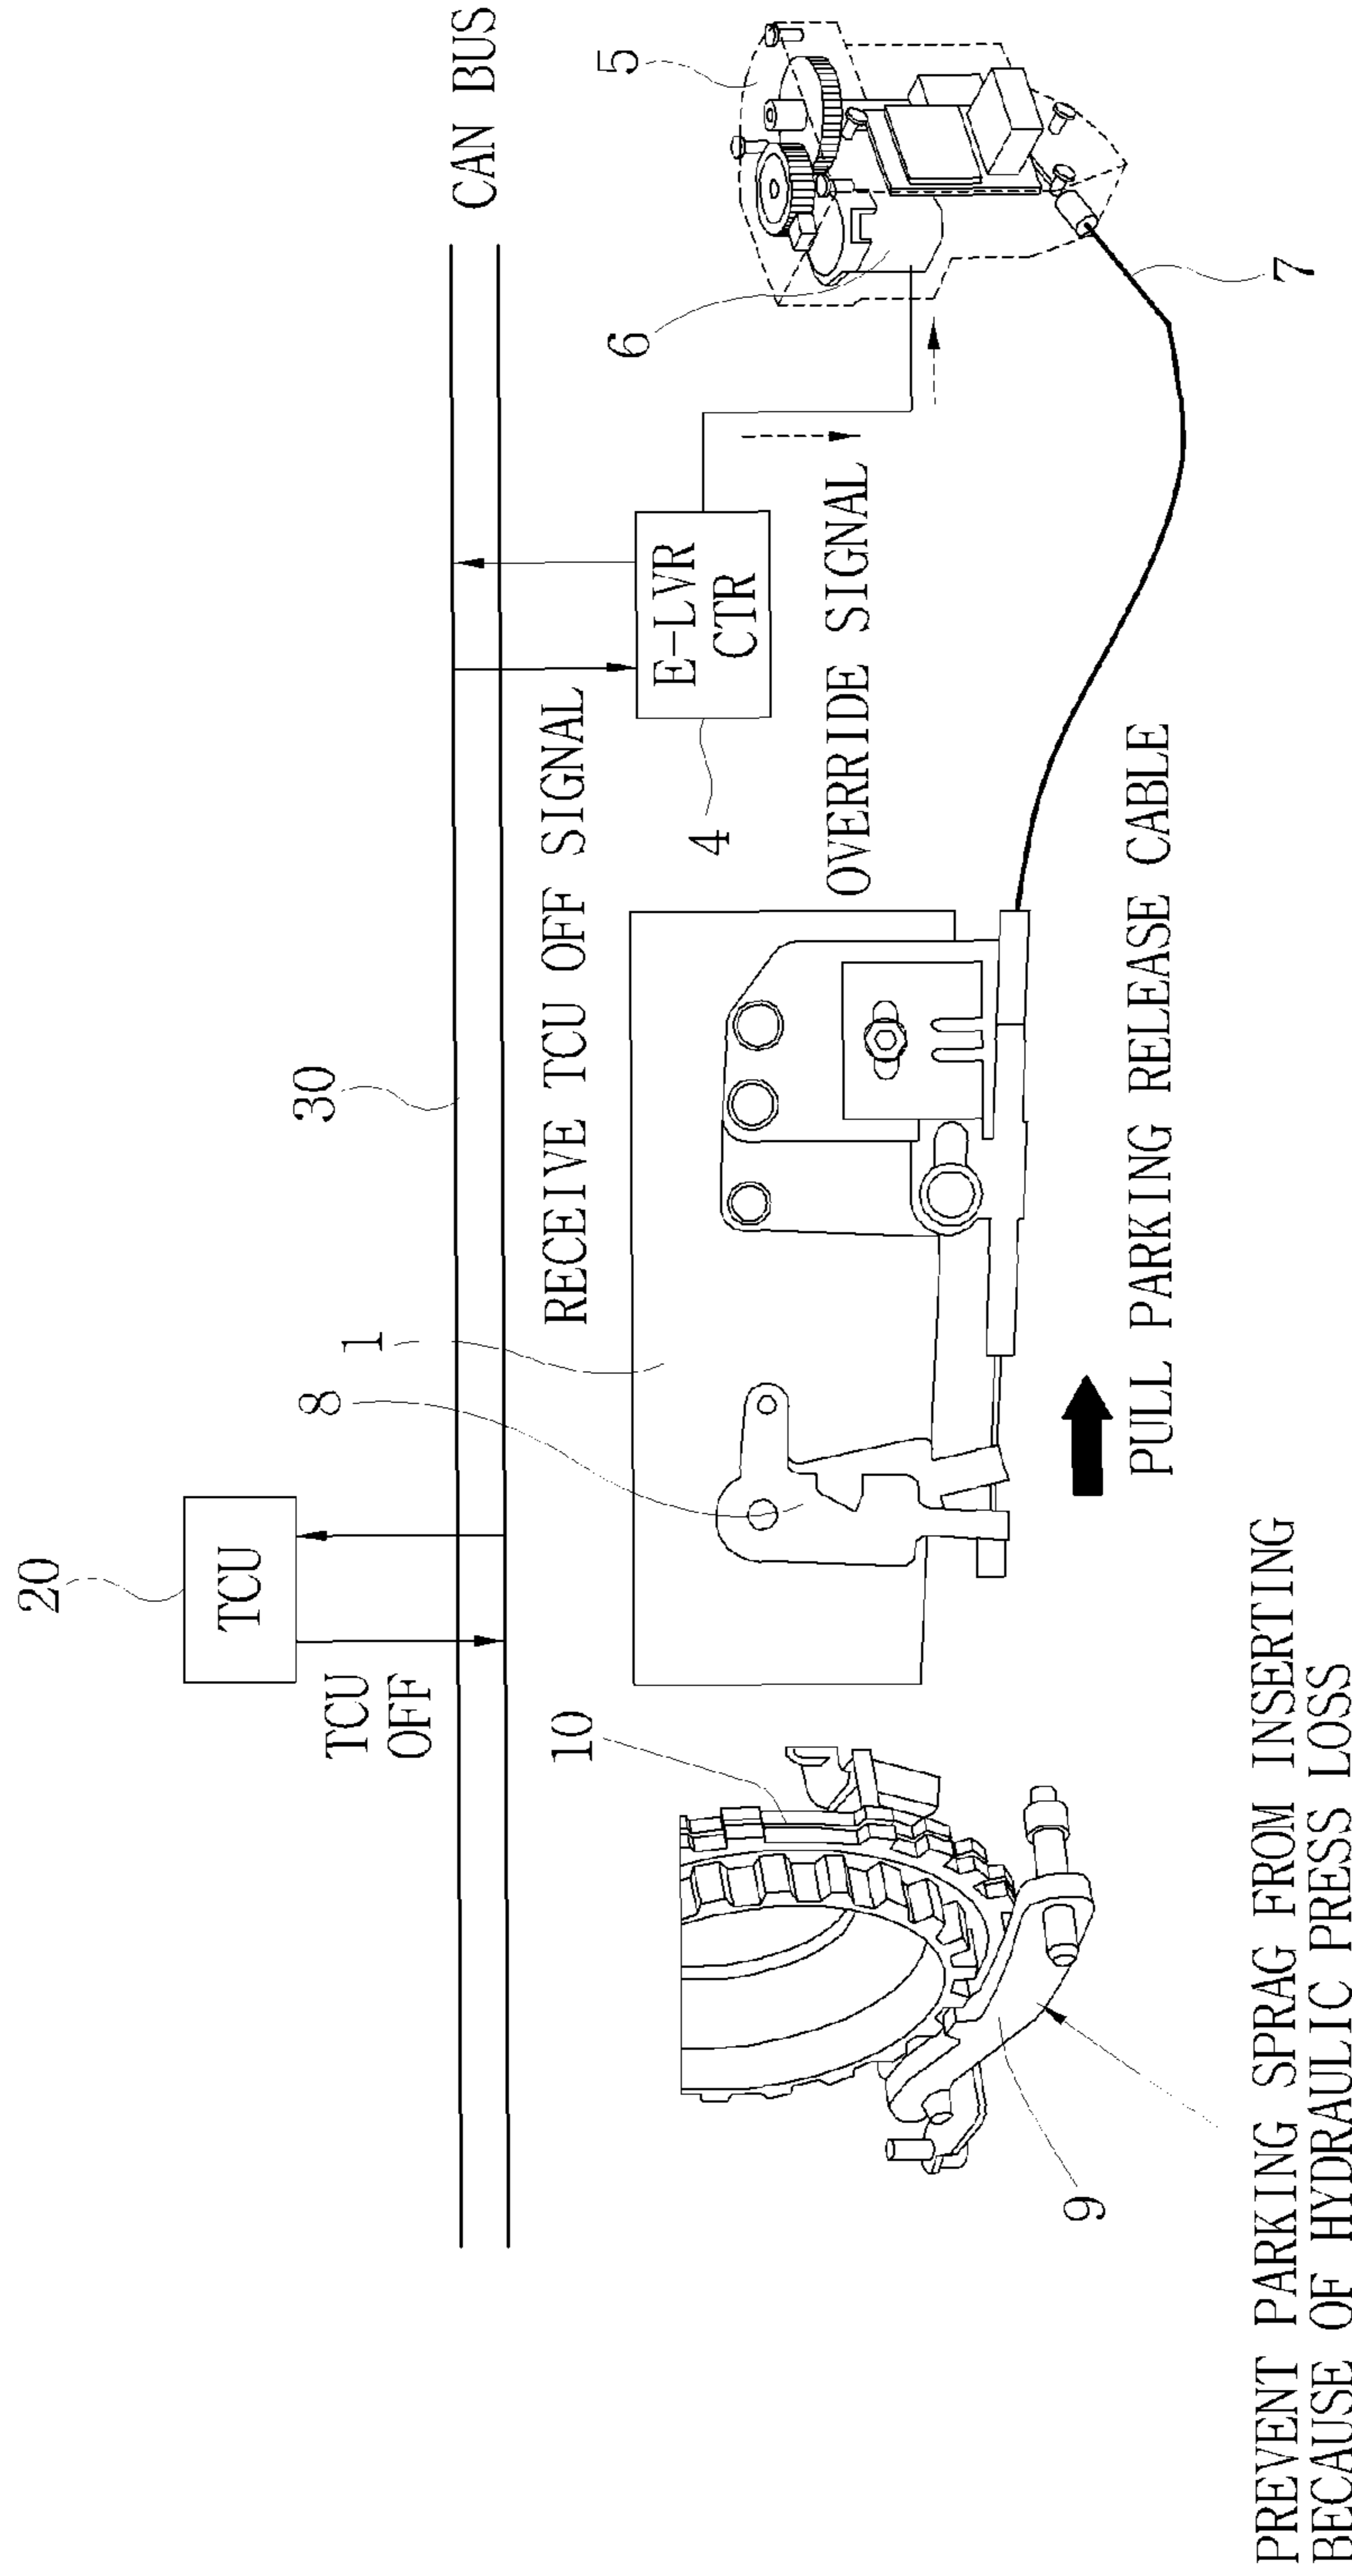 20
TCU
TCU
OFF
30
CAN BUS
RECEIVE TCU OFF SIGNAL
8
1
10
E-LVR
CTR
4
5
6
OVERRIDE SIGNAL
7
9
PULL PARKING RELEASE CABLE
PREVENT PARKING SPRAG FROM INSERTING
BECAUSE OF HYDRAULIC PRESS LOSS